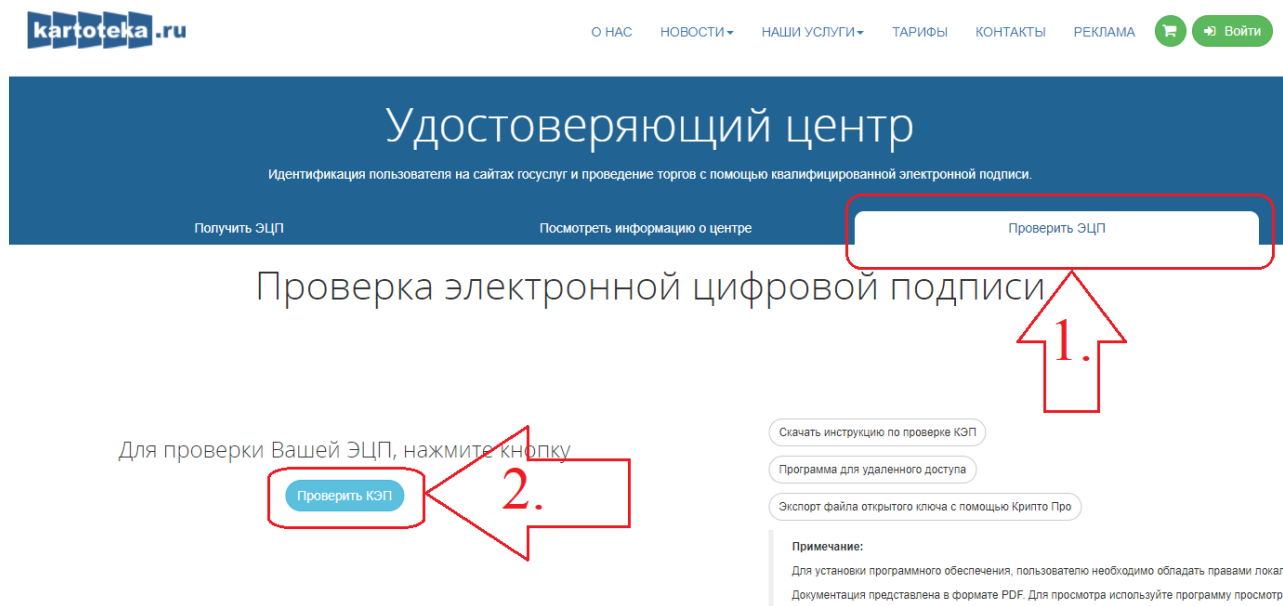 kartoteka.ru
О НАС НОВОСТИ НАШИ УСЛУГИ ТАРИФЫ КОНТАКТЫ РЕКЛАМА Войти
Удостоверяющий центр
Идентификация пользователя на сайтах госуслуг и проведение торгов с помощью квалифицированной электронной подписи.
Получить ЭЦП Посмотреть информацию о центре Проверить ЭЦП
Проверка электронной цифровой подписи
1.
Для проверки Вашей ЭЦП, нажмите кнопку
Проверить КЭП
2.
Скачать инструкцию по проверке КЭП
Программа для удаленного доступа
Экспорт файла открытого ключа с помощью Крипто Про
Примечание:
Для установки программного обеспечения, пользователю необходимо обладать правами локал
Документация представлена в формате PDF. Для просмотра используйте программу просмотр